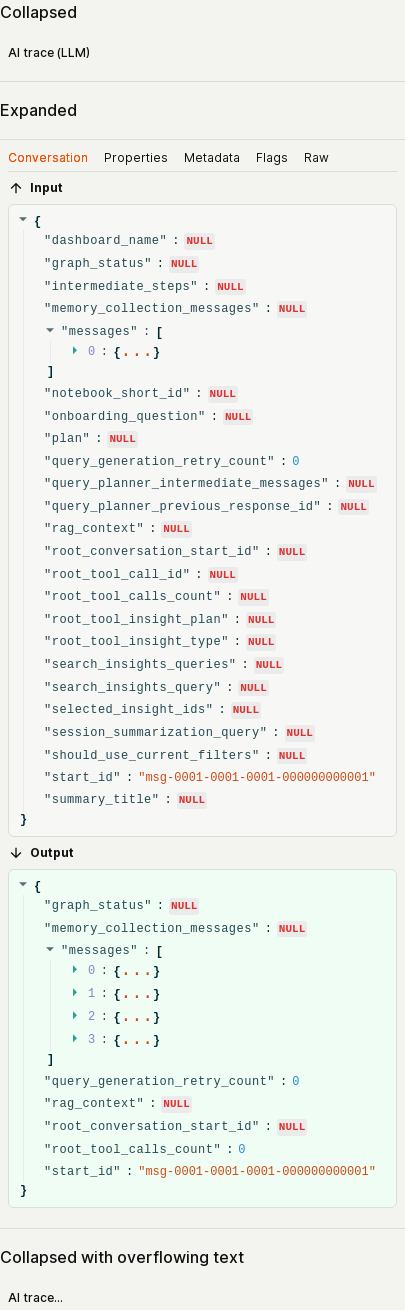 Collapsed
AI trace (LLM)
Expanded
Conversation Properties Metadata Flags Raw
Input
{
"dashboard_name" : NULL
"graph_status" : NULL
"intermediate_steps" : NULL
"memory_collection_messages" : NULL
"messages" : [
0 : {...}
]
"notebook_short_id" : NULL
"onboarding_question" : NULL
"plan" : NULL
"query_generation_retry_count" : 0
"query_planner_intermediate_messages" : NULL
"query_planner_previous_response_id" : NULL
"rag_context" : NULL
"root_conversation_start_id" : NULL
"root_tool_call_id" : NULL
"root_tool_calls_count" : NULL
"root_tool_insight_plan" : NULL
"root_tool_insight_type" : NULL
"search_insights_queries" : NULL
"search_insights_query" : NULL
"selected_insight_ids" : NULL
"session_summarization_query" : NULL
"should_use_current_filters" : NULL
"start_id" : "msg-0001-0001-0001-000000000001"
"summary_title" : NULL
}
Output
{
"graph_status" : NULL
"memory_collection_messages" : NULL
"messages" : [
0 : {...}
1 : {...}
2 : {...}
3 : {...}
]
"query_generation_retry_count" : 0
"rag_context" : NULL
"root_conversation_start_id" : NULL
"root_tool_calls_count" : 0
"start_id" : "msg-0001-0001-0001-000000000001"
}
Collapsed with overflowing text
AI trace...